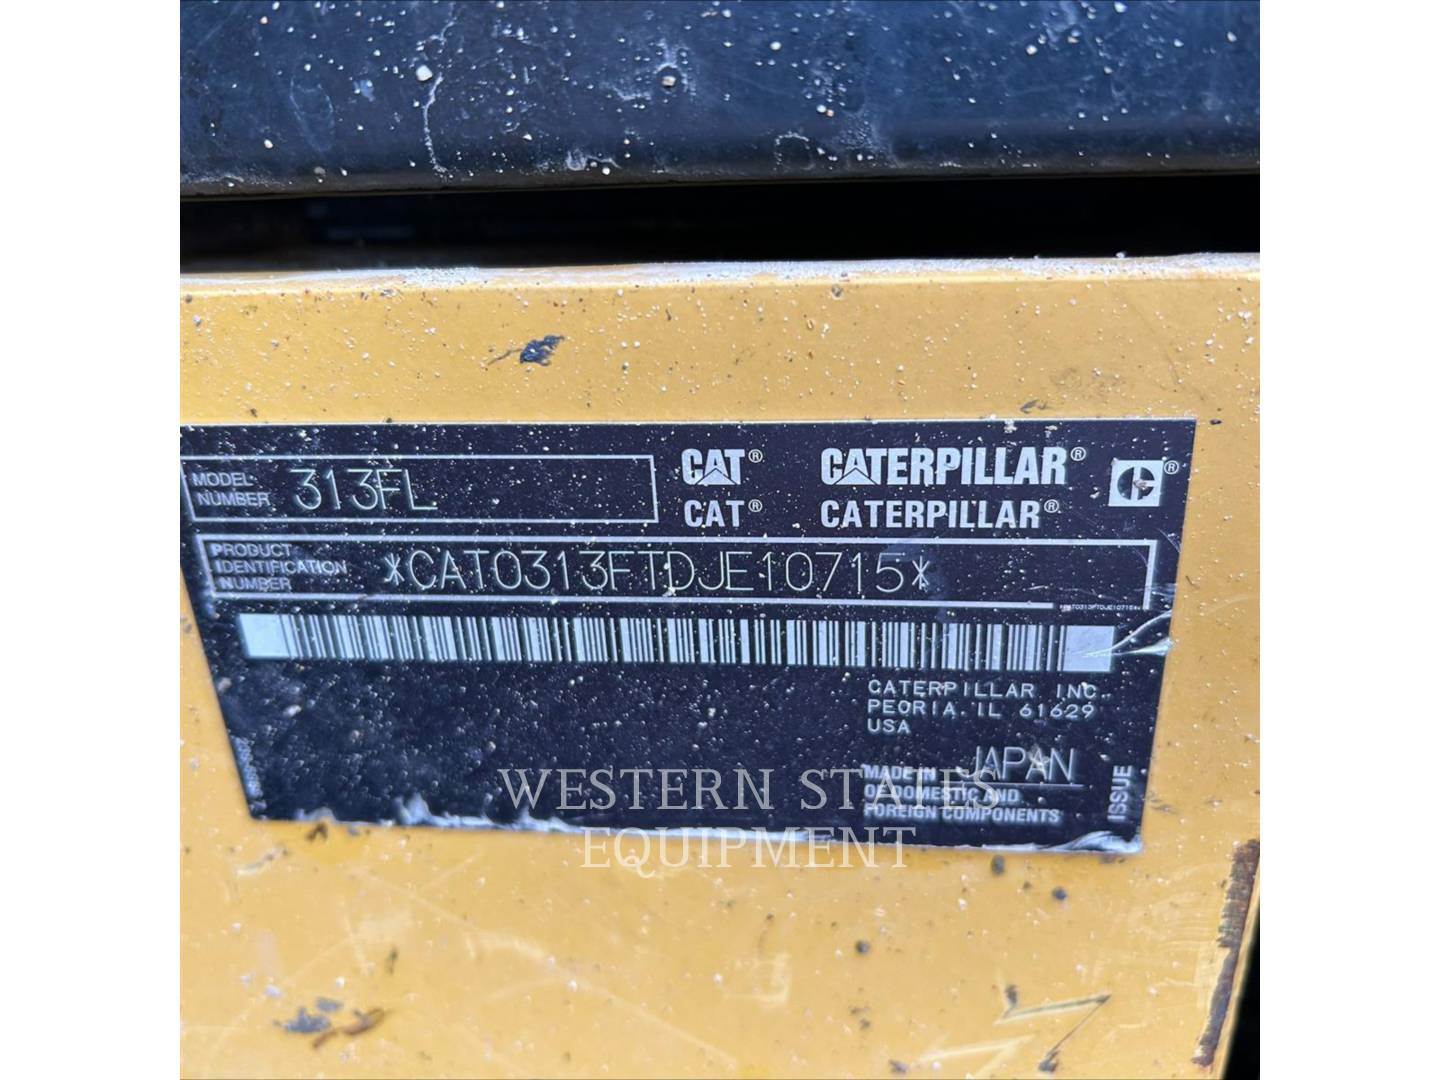 MODEL NUMBER 313FL
CAT® CATERPILLAR®
CAT® CATERPILLAR®
PRODUCT IDENTIFICATION NUMBER *CAT0313FTDJE10715*
*CAT0313FTDJE10715*
CATERPILLAR INC.
PEORIA, IL 61629
USA
MADE IN JAPAN
OF DOMESTIC AND
FOREIGN COMPONENTS
ISSUE
WESTERN STATES
EQUIPMENT